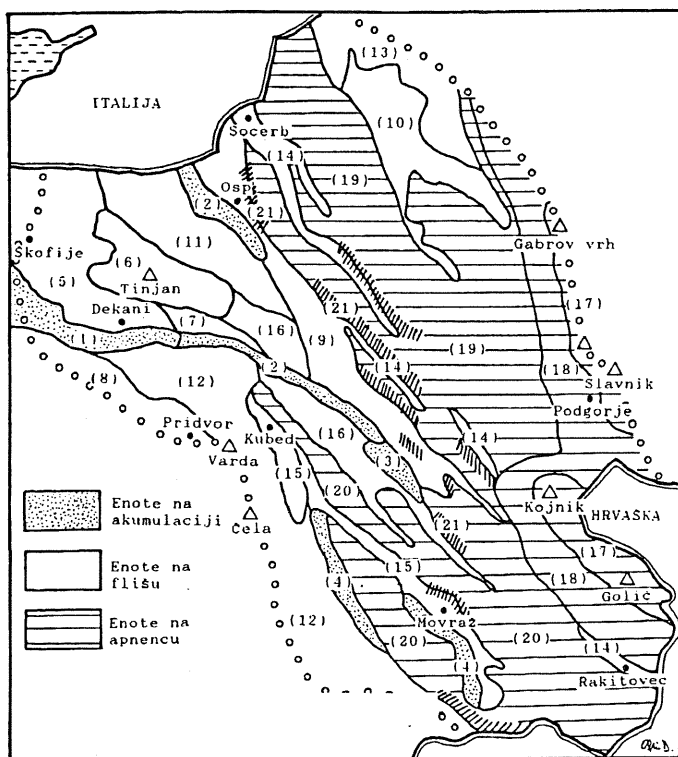 (13)
ITALIJA
(10)
Socerb
(14)
(19)
(2)
Osp
(21)
(11)
Gabrov vrh
Škofije
(6)
(5)
Tinjan
(17)
Dekani
(7)
(21)
(16)
(9)
(1)
(19)
(2)
(14)
(18)
(8)
(12)
Slavnik
Podgorje
Pridvor
Kubed
(16)
(14)
Varda
(3)
(15)
(20)
Kojnik
HRVAŠKA
Enote na
akumulaciji
Čela
(21)
(17)
Enote na
flišu
(4)
(15)
(18)
Golič
(12)
Movraž
Enote na
apnencu
(20)
(20)
(14)
(4)
Rakitovec